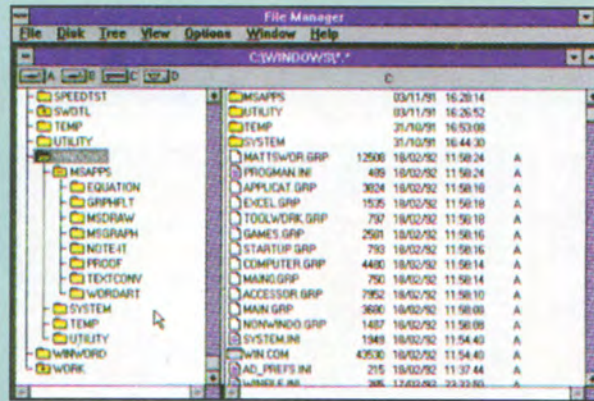 File Manager
File Disk Tree View Options Window Help
C:\WINDOWS\*.*
A B C D C:
SPEEDTST
SWOTL
TEMP
UTILITY
WINDOWS
MSAPPS
EQUATION
GRPHFLT
MSDRAW
MSGRAPH
NOTE-IT
PROOF
TEXTCONV
WORDART
SYSTEM
TEMP
UTILITY
WINWORD
WORK
MSAPPS 03/11/91 16:28:14
UTILITY 03/11/91 16:26:52
TEMP 31/10/91 16:53:08
SYSTEM 31/10/91 16:44:30
MATTSWOR.GRP 12508 18/02/92 11:58:24 A
PROGMAN.INI 489 18/02/92 11:58:24 A
APPLICAT.GRP 3824 18/02/92 11:58:18 A
EXCEL.GRP 1535 18/02/92 11:58:18 A
TOOLWORK.GRP 797 18/02/92 11:58:18 A
GAMES.GRP 2581 18/02/92 11:58:16 A
STARTUP.GRP 793 18/02/92 11:58:16 A
COMPUTER.GRP 4480 18/02/92 11:58:14 A
MAIN0.GRP 750 18/02/92 11:58:14 A
ACCESSOR.GRP 7952 18/02/92 11:58:10 A
MAIN.GRP 3680 18/02/92 11:58:08 A
NONWINDO.GRP 1487 18/02/92 11:58:08 A
SYSTEM.INI 1949 18/02/92 11:54:40 A
WIN.COM 43530 18/02/92 11:54:40 A
AD_PREFS.INI 215 18/02/92 11:37:44 A
WINFILE.INI 17/02/92 A